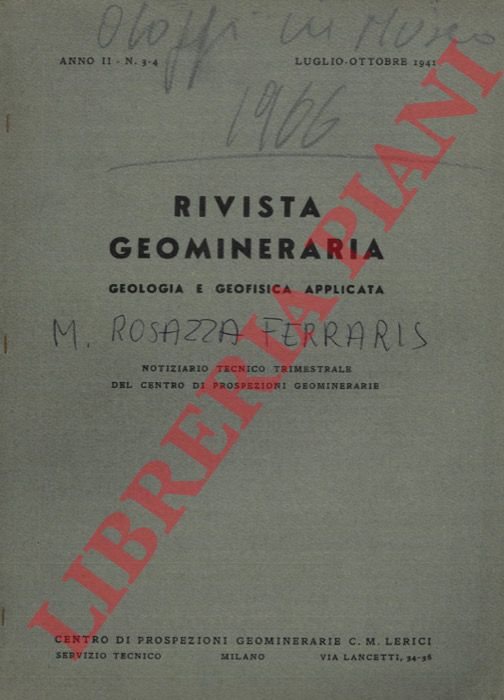 in Museo
ANNO II - N. 3-4 LUGLIO-OTTOBRE 1941
1966
RIVISTA
GEOMINERARIA
GEOLOGIA E GEOFISICA APPLICATA
M. ROSAZZA FERRARIS
NOTIZIARIO TECNICO TRIMESTRALE
DEL CENTRO DI PROSPEZIONI GEOMINERARIE
LIBRERIA PIANI
CENTRO DI PROSPEZIONI GEOMINERARIE C. M. LERICI
SERVIZIO TECNICO MILANO VIA LANCETTI, 34-36